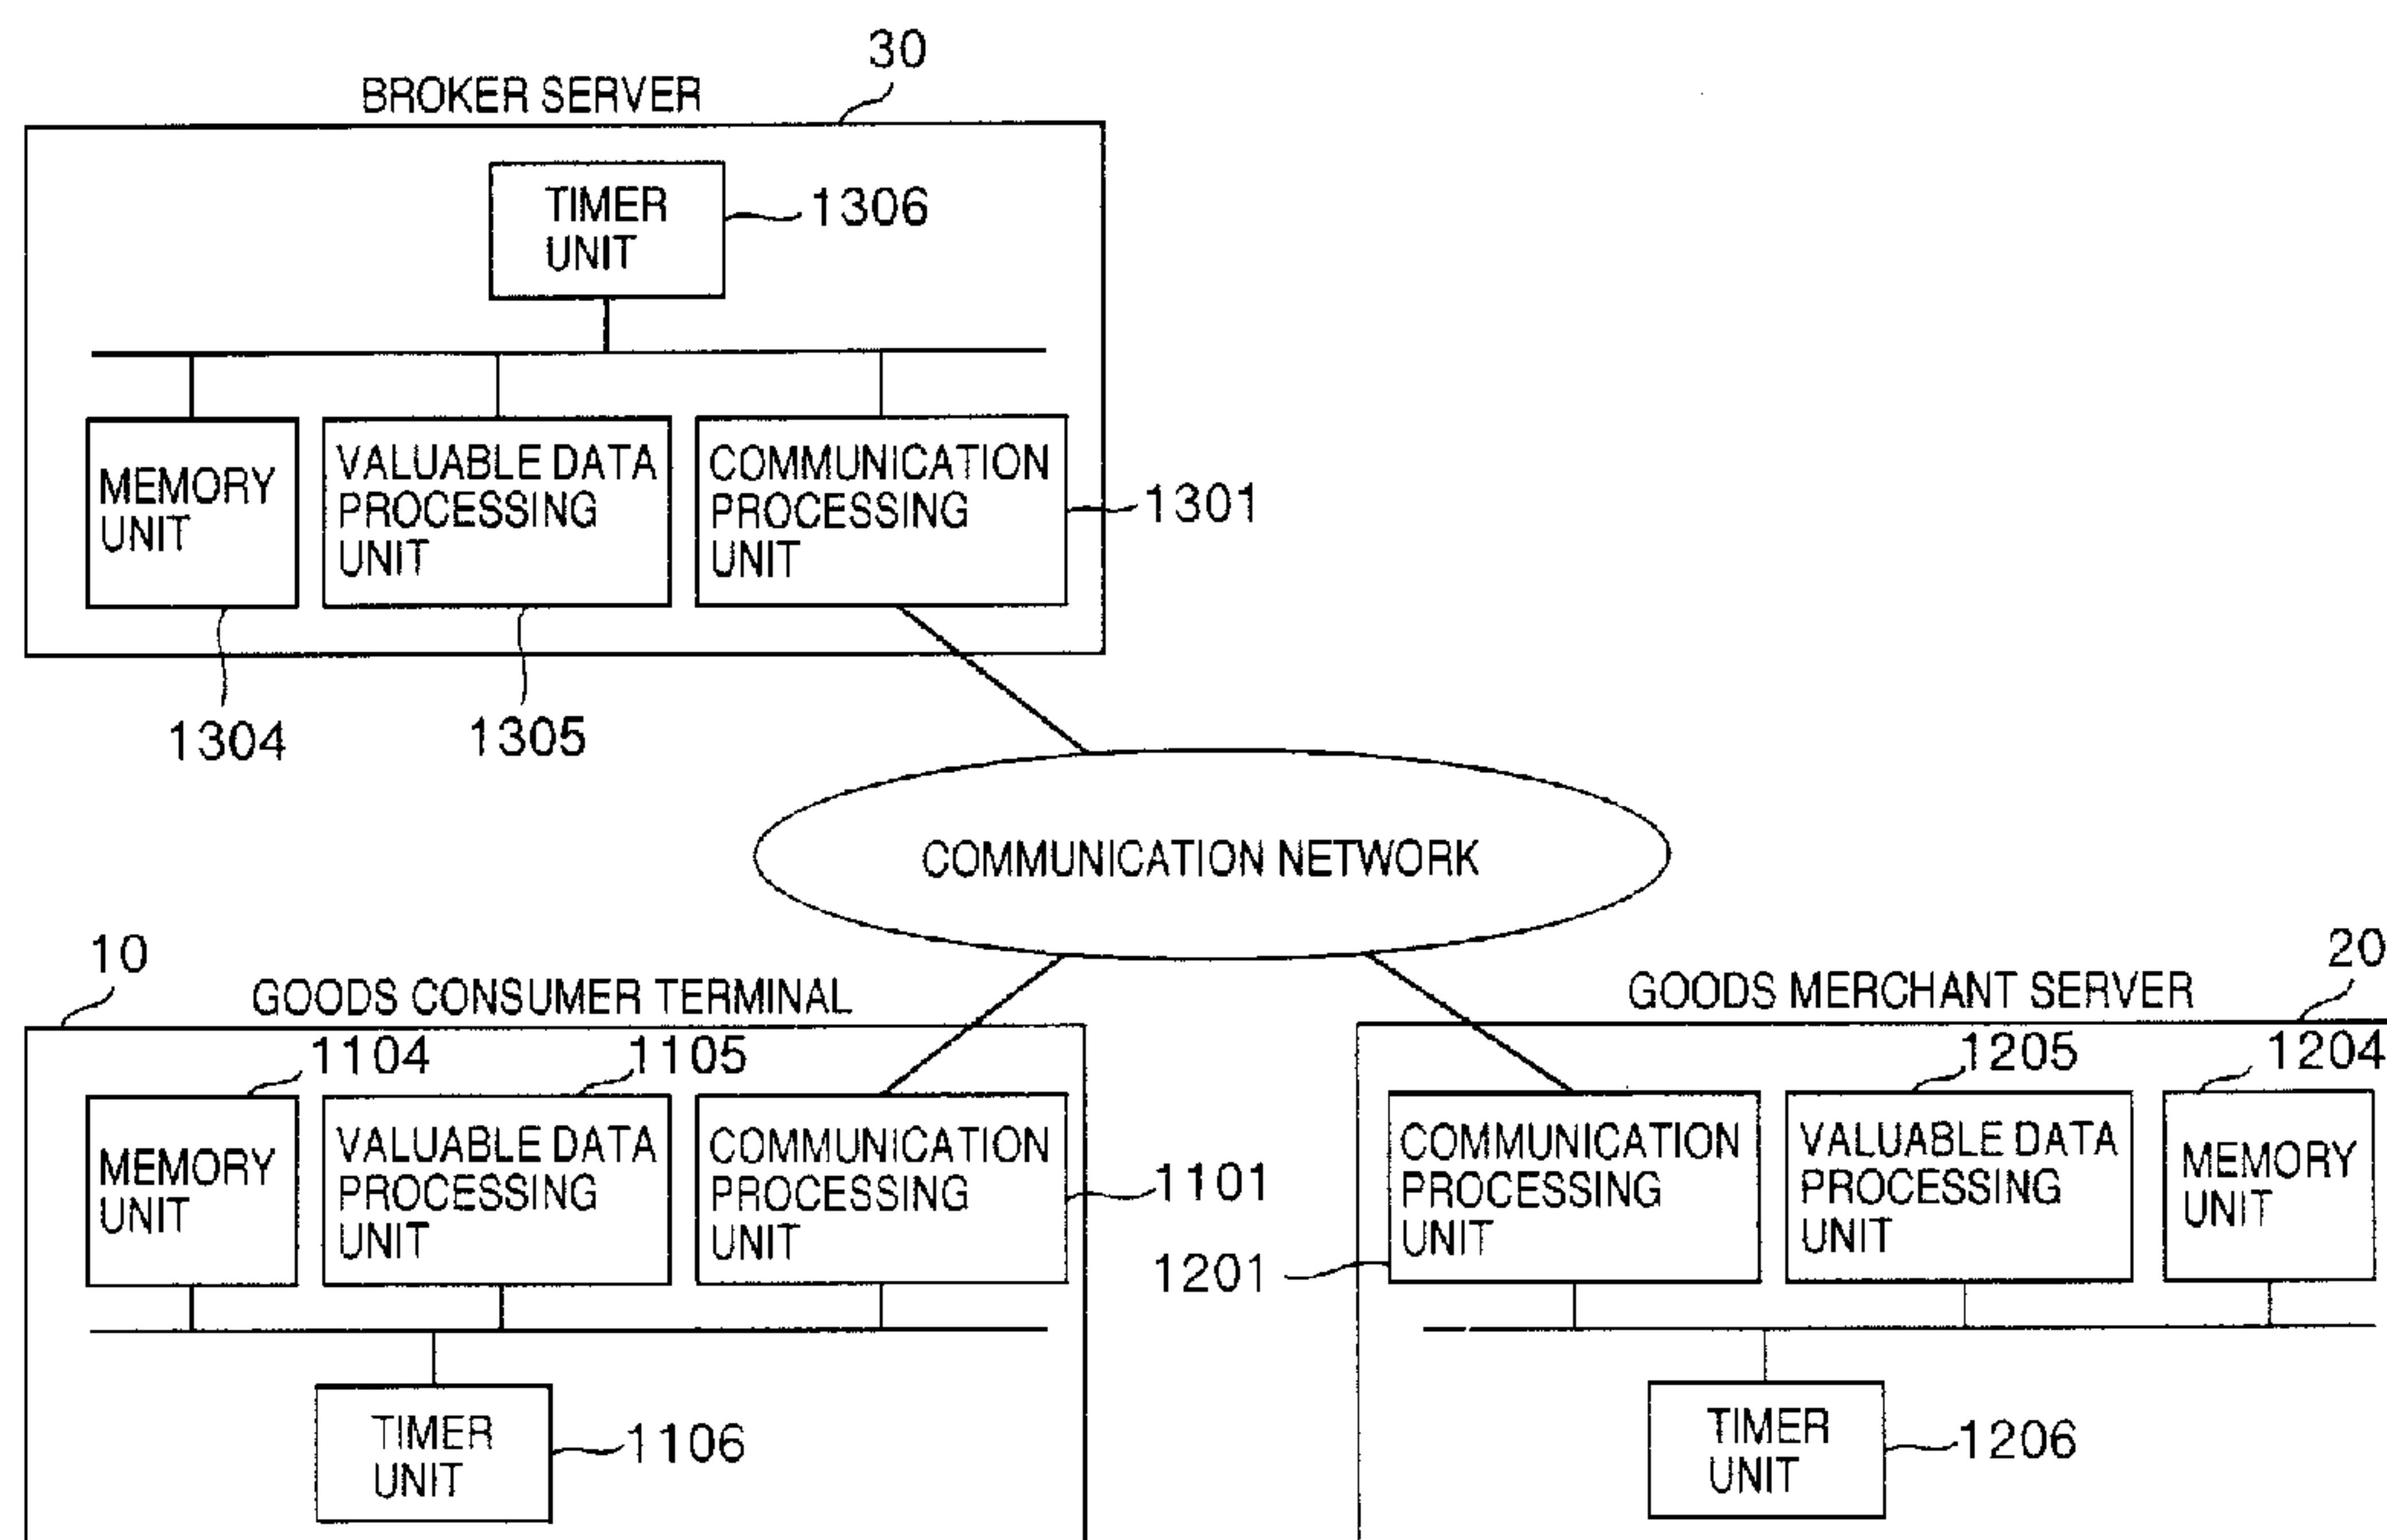 30
BROKER SERVER
TIMER
UNIT
1306
MEMORY
UNIT
VALUABLE DATA
PROCESSING
UNIT
COMMUNICATION
PROCESSING
UNIT
1301
1304
1305
COMMUNICATION NETWORK
10
GOODS CONSUMER TERMINAL
1104
1105
MEMORY
UNIT
VALUABLE DATA
PROCESSING
UNIT
COMMUNICATION
PROCESSING
UNIT
1101
TIMER
UNIT
1106
20
GOODS MERCHANT SERVER
1205
1204
COMMUNICATION
PROCESSING
UNIT
1201
VALUABLE DATA
PROCESSING
UNIT
MEMORY
UNIT
TIMER
UNIT
1206